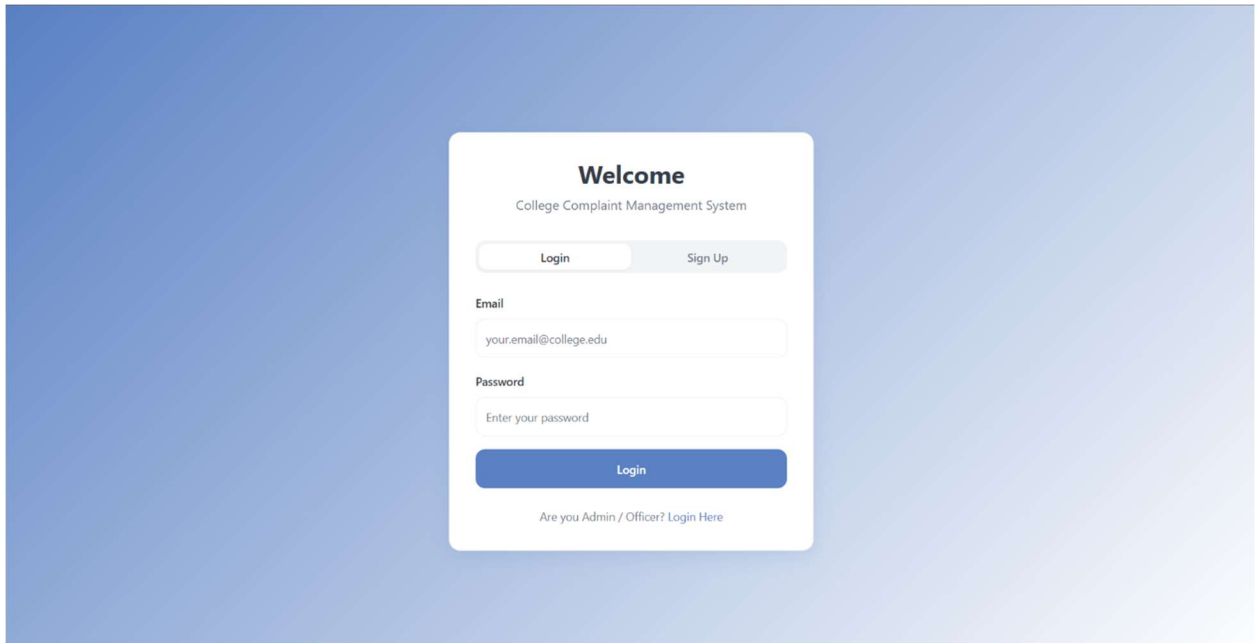 Welcome
College Complaint Management System
Login Sign Up
Email
your.email@college.edu
Password
Enter your password
Login
Are you Admin / Officer? Login Here